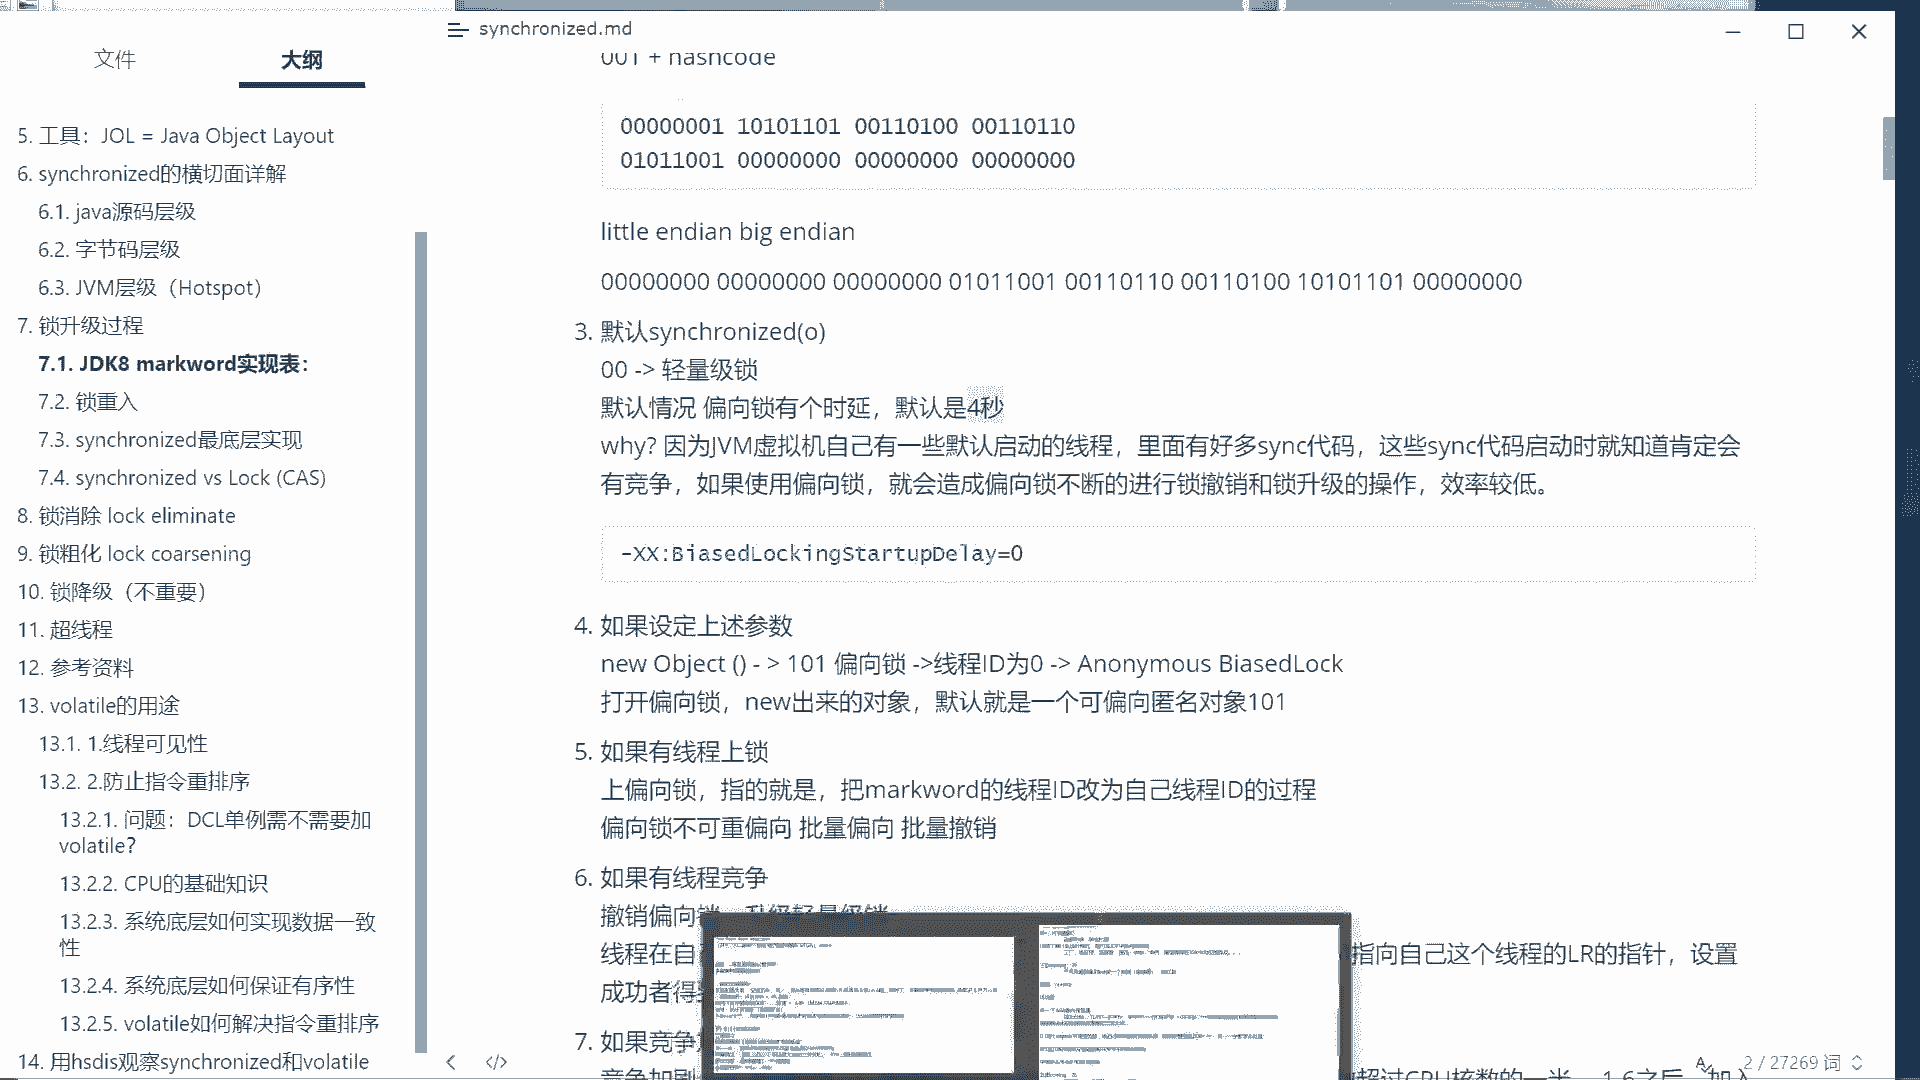 synchronized.md
文件
大纲
5. 工具：JOL = Java Object Layout
6. synchronized的横切面详解
6.1. java源码层级
6.2. 字节码层级
6.3. JVM层级（Hotspot）
7. 锁升级过程
7.1. JDK8 markword实现表：
7.2. 锁重入
7.3. synchronized最底层实现
7.4. synchronized vs Lock (CAS)
8. 锁消除 lock eliminate
9. 锁粗化 lock coarsening
10. 锁降级（不重要）
11. 超线程
12. 参考资料
13. volatile的用途
13.1. 1.线程可见性
13.2. 2.防止指令重排序
13.2.1. 问题：DCL单例需不需要加
volatile？
13.2.2. CPU的基础知识
13.2.3. 系统底层如何实现数据一致
性
13.2.4. 系统底层如何保证有序性
13.2.5. volatile如何解决指令重排序
14. 用hsdis观察synchronized和volatile
001 + hashcode
00000001 10101101 00110100 00110110
01011001 00000000 00000000 00000000
little endian big endian
00000000 00000000 00000000 01011001 00110110 00110100 10101101 00000000
3. 默认synchronized(o)
00 -> 轻量级锁
默认情况 偏向锁有个时延，默认是4秒
why? 因为JVM虚拟机自己有一些默认启动的线程，里面有好多sync代码，这些sync代码启动时就知道肯定会
有竞争，如果使用偏向锁，就会造成偏向锁不断的进行锁撤销和锁升级的操作，效率较低。
-XX:BiasedLockingStartupDelay=0
4. 如果设定上述参数
new Object () - > 101 偏向锁 ->线程ID为0 -> Anonymous BiasedLock
打开偏向锁，new出来的对象，默认就是一个可偏向匿名对象101
5. 如果有线程上锁
上偏向锁，指的就是，把markword的线程ID改为自己线程ID的过程
偏向锁不可重偏向 批量偏向 批量撤销
6. 如果有线程竞争
撤销偏向锁，升级轻量级锁
线程在自 指向自己这个线程的LR的指针，设置
成功者得
7. 如果竞争
竞争加剧 超过CPU核数的一半， 1.6之后，加入
2 / 27269 词